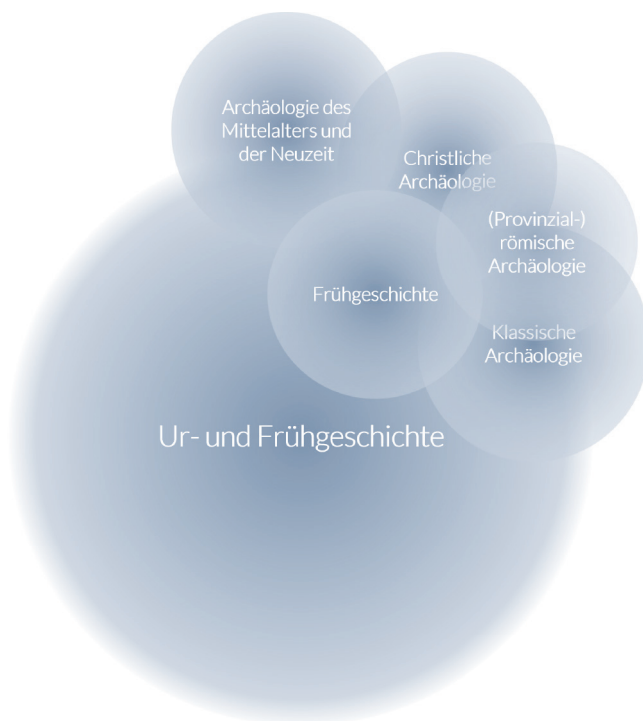 Archäologie des
Mittelalters und
der Neuzeit
Christliche
Archäologie
(Provinzial-)
römische
Archäologie
Frühgeschichte
Klassische
Archäologie
Ur- und Frühgeschichte